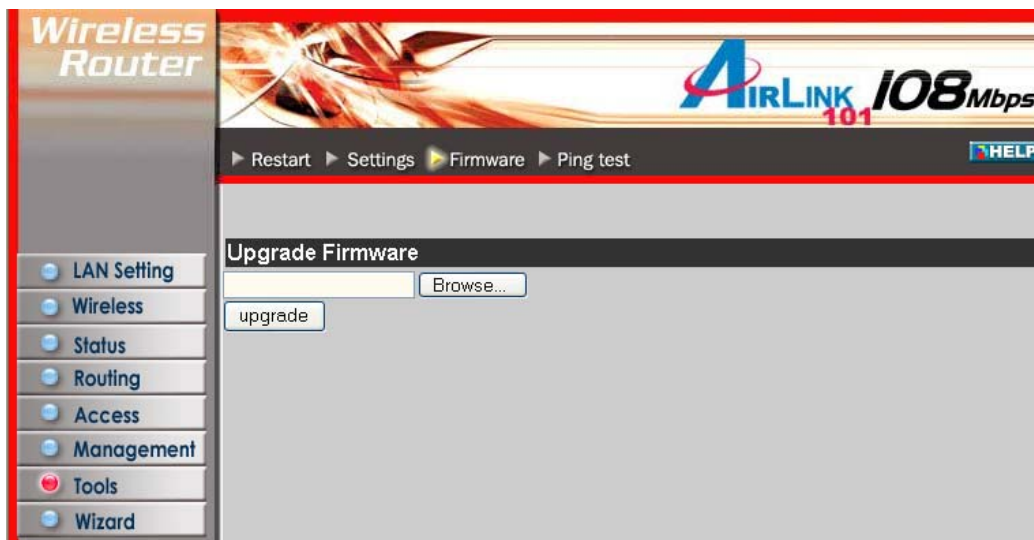 Wireless
Router
AIRLINK 101 108Mbps
Restart Settings Firmware Ping test
HELP
Upgrade Firmware
Browse...
upgrade
LAN Setting
Wireless
Status
Routing
Access
Management
Tools
Wizard